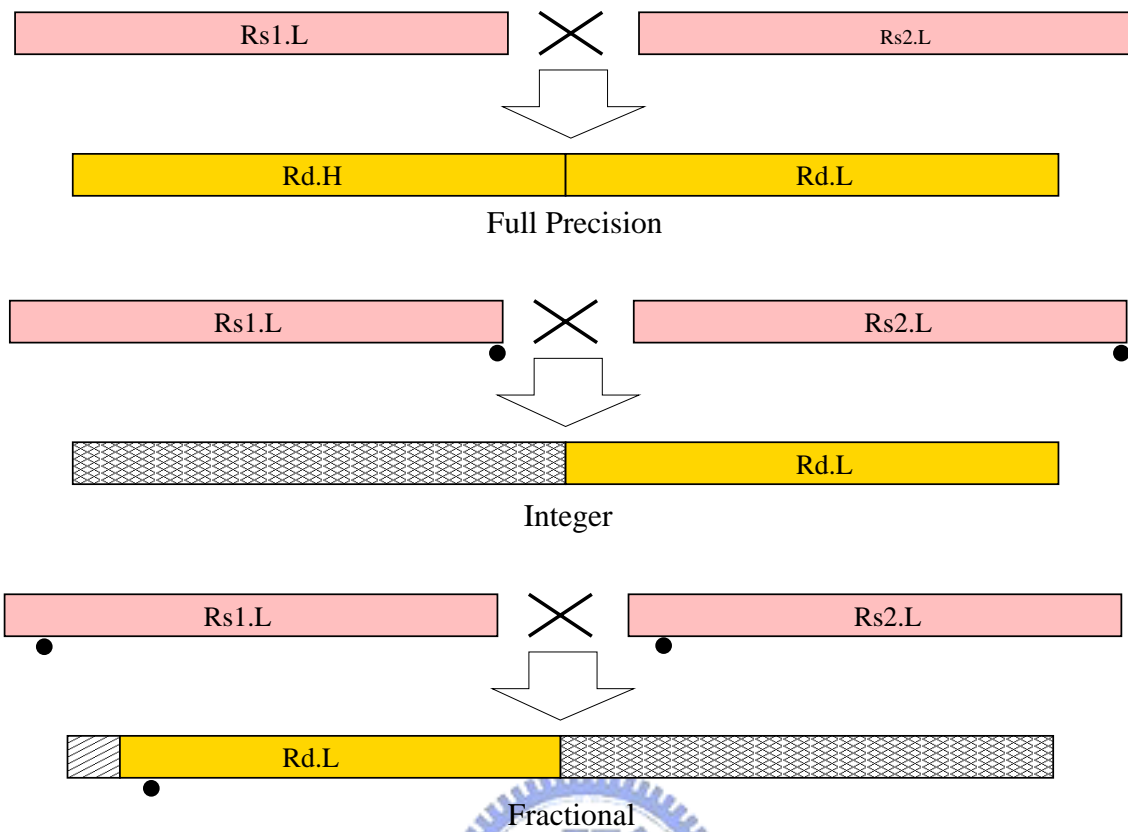 Rs1.L Rs2.L
Rd.H Rd.L
Full Precision
Rs1.L Rs2.L
Rd.L
Integer
Rs1.L Rs2.L
Rd.L
Fractional